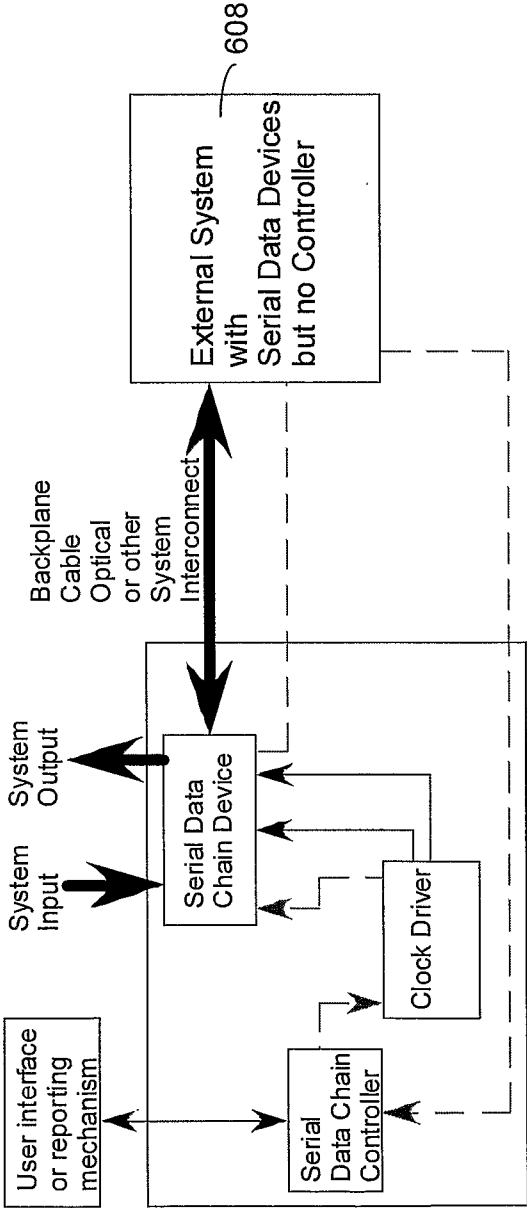 User interface
or reporting
mechanism
System
Input
System
Output
Backplane
Cable
Optical
or other
System
Interconnect
608
External System
with
Serial Data Devices
but no Controller
Serial Data
Chain Device
Clock Driver
Serial
Data Chain
Controller